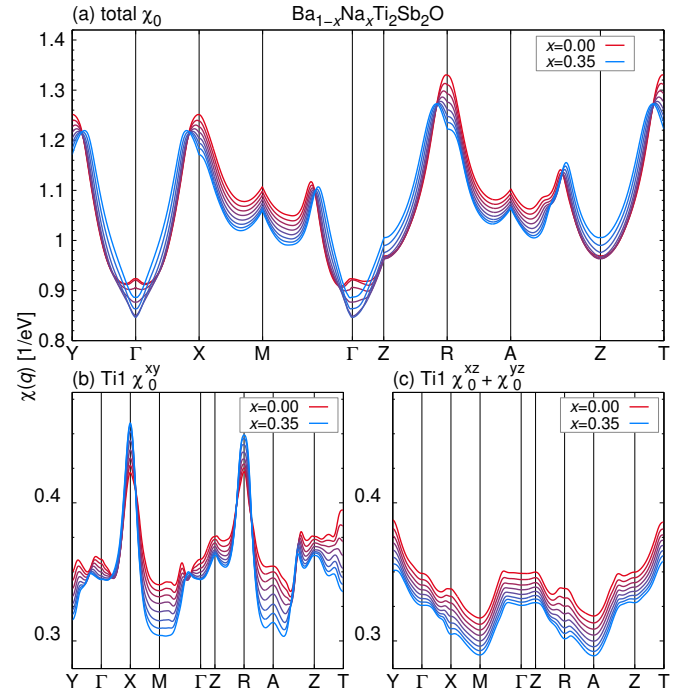 (a) total χ₀ Ba₁₋ₓNaₓTi₂Sb₂O
1.4
1.3
1.2
1.1
1
0.9
0.8
x=0.00
x=0.35
Y Γ X M Γ Z R A Z T
χ(q) [1/eV]
(b) Ti1 χ₀ˣʸ
x=0.00
x=0.35
0.4
0.3
Y Γ X M Γ Z R A Z T
(c) Ti1 χ₀ˣᶻ + χ₀ʸᶻ
x=0.00
x=0.35
0.4
0.3
Y Γ X M Γ Z R A Z T